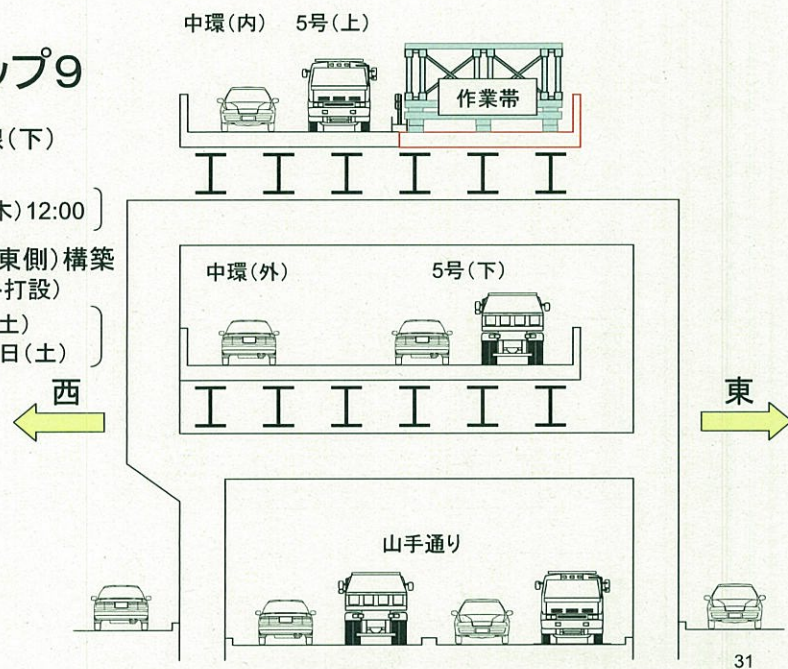 中環(内) 5号(上)
ップ9
作業帯
線(下)
木)12:00
東側)構築
打設)
土)
日(土)
中環(外) 5号(下)
西
東
山手通り
31